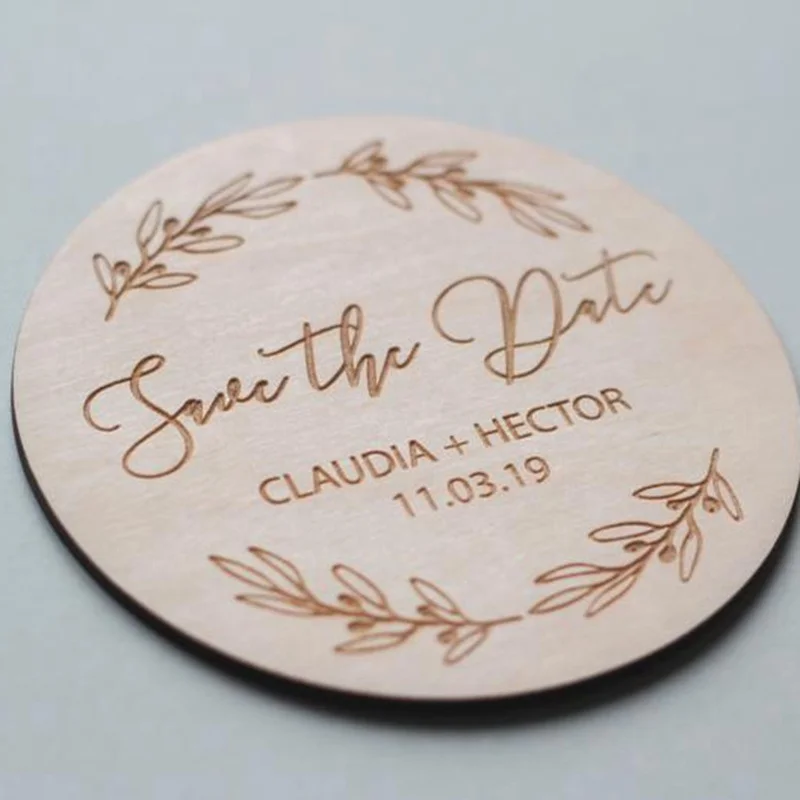 Save the Date
CLAUDIA + HECTOR
11.03.19